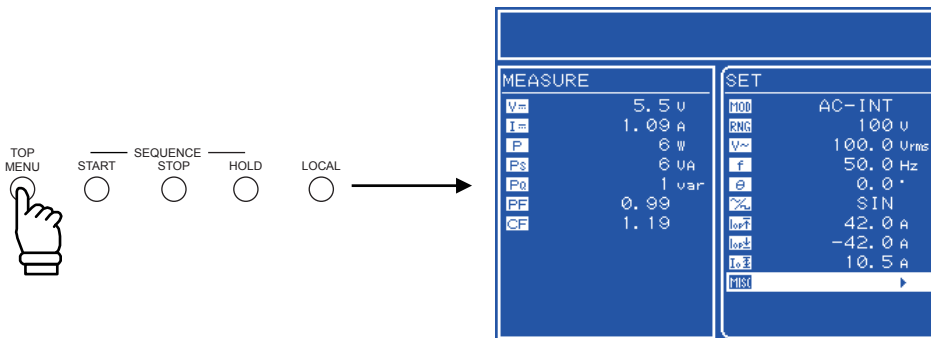 TOP
MENU
SEQUENCE
START
STOP
HOLD
LOCAL
MEASURE
V≂ 5.5 V
I≂ 1.09 A
P 6 W
PS 6 VA
PQ 1 var
PF 0.99
CF 1.19
SET
MOD AC-INT
RNG 100 V
V~ 100.0 Vrms
f 50.0 Hz
θ 0.0 °
SIN
Iop 42.0 A
Iop -42.0 A
Io 10.5 A
MISC